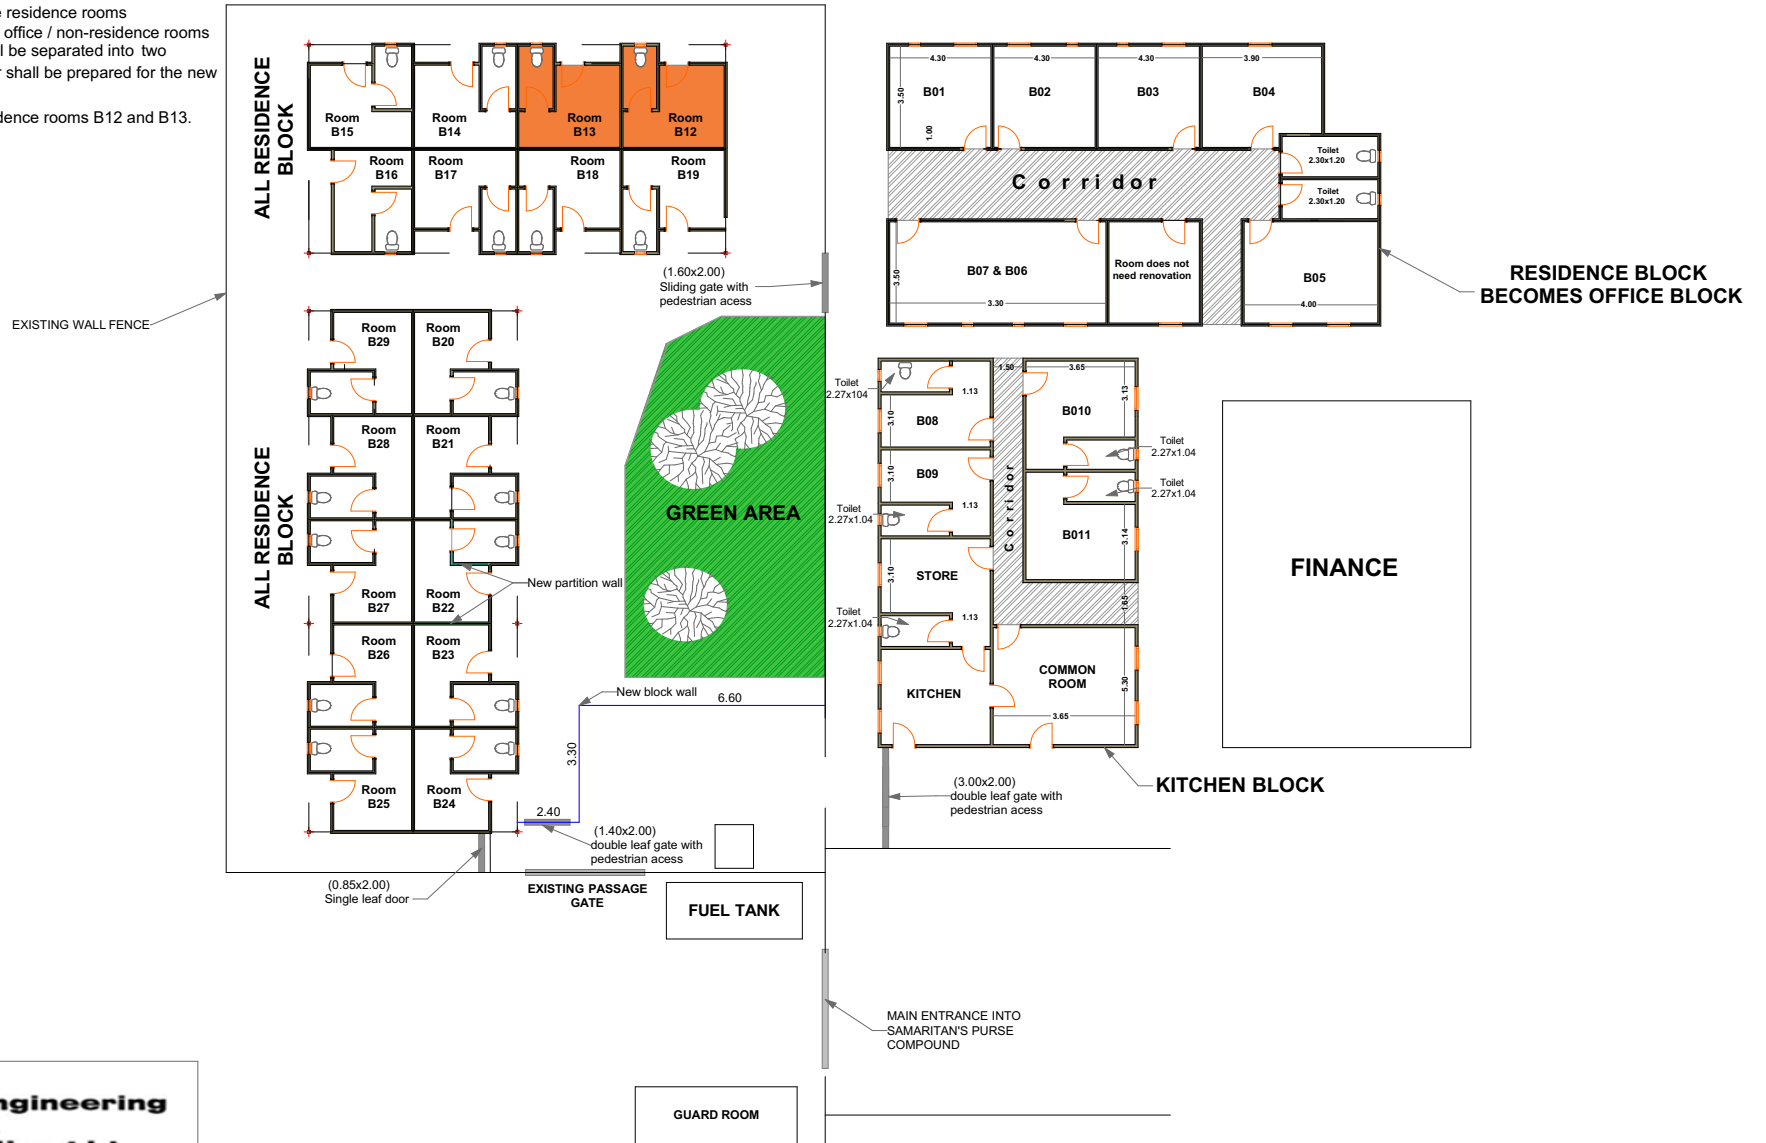 residence rooms
office / non-residence rooms
be separated into two
shall be prepared for the new
rooms B12 and B13.
ALL RESIDENCE
BLOCK
Room
B15
Room
B14
Room
B13
Room
B12
Room
B16
Room
B17
Room
B18
Room
B19
(1.60x2.00)
Sliding gate with
pedestrian acess
EXISTING WALL FENCE
4.30
4.30
4.30
3.90
B01
B02
B03
B04
3.50
1.00
Corridor
Toilet
2.30x1.20
Toilet
2.30x1.20
B07 & B06
3.50
3.30
Room does not
need renovation
B05
4.00
RESIDENCE BLOCK
BECOMES OFFICE BLOCK
ALL RESIDENCE
BLOCK
Room
B29
Room
B20
Room
B28
Room
B21
Room
B27
Room
B22
Room
B26
Room
B23
Room
B25
Room
B24
New partition wall
GREEN AREA
New block wall
6.60
3.30
2.40
(1.40x2.00)
double leaf gate with
pedestrian acess
(0.85x2.00)
Single leaf door
EXISTING PASSAGE
GATE
FUEL TANK
Toilet
2.27x104
1.13
3.10
B08
B09
3.10
1.13
Toilet
2.27x1.04
STORE
3.10
1.13
Toilet
2.27x1.04
KITCHEN
1.50
3.65
3.13
B010
Toilet
2.27x1.04
Toilet
2.27x1.04
Corridor
B011
3.14
1.65
COMMON
ROOM
5.30
3.65
FINANCE
KITCHEN BLOCK
(3.00x2.00)
double leaf gate with
pedestrian acess
MAIN ENTRANCE INTO
SAMARITAN'S PURSE
COMPOUND
GUARD ROOM